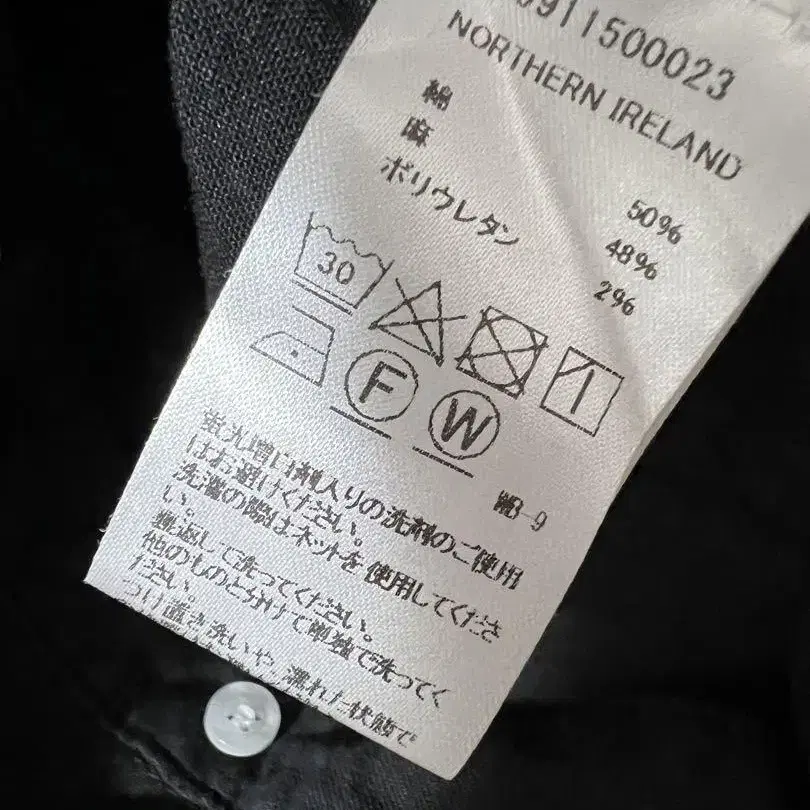 911500023
NORTHERN IRELAND
綿 50%
麻 48%
ポリウレタン 2%
30
F W
WB-9
蛍光増白剤入りの洗剤のご使用
はお避けください。
洗濯の際はネットを使用してくださ
い。
裏返して洗ってください。
他のものと分けて単独で洗ってく
ださい。
つけ置き洗いや、濡れた状態で